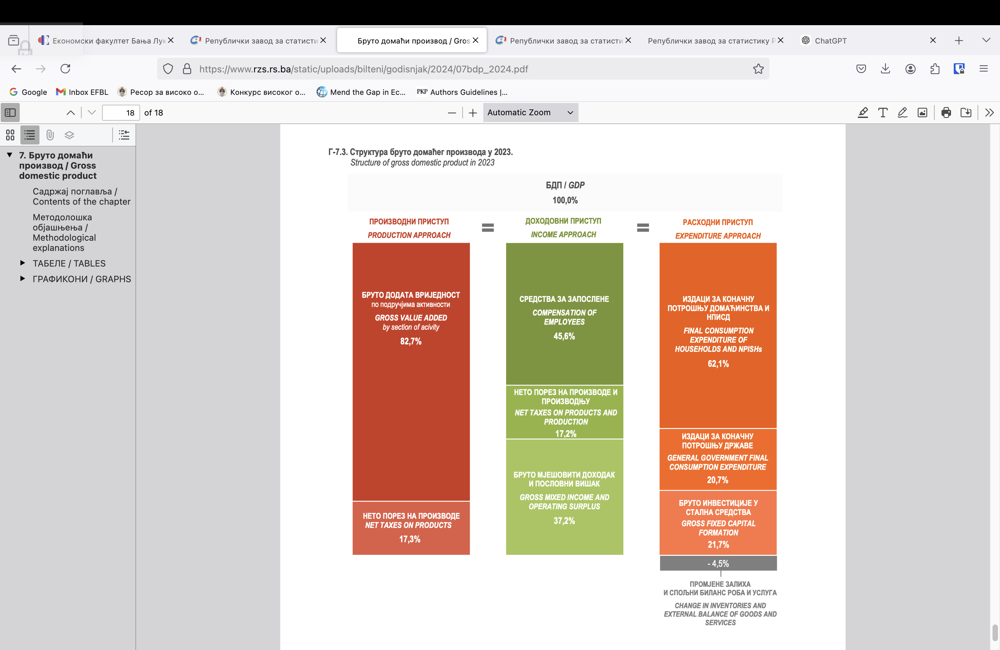 Економски факултет Бања Лук
Републички завод за статисти
Бруто домаћи производ / Gros
Републички завод за статисти
Републички завод за статистику Р
ChatGPT
https://www.rzs.rs.ba/static/uploads/bilteni/godisnjak/2024/07bdp_2024.pdf
Google
Inbox EFBL
Ресор за високо о...
Конкурс високог о...
Mend the Gap in Ec...
PKP
Authors Guidelines |...
18
of 18
Automatic Zoom
7. Бруто домаћи
производ / Gross
domestic product
Садржај поглавља /
Contents of the chapter
Методолошка
објашњења /
Methodological
explanations
ТАБЕЛЕ / TABLES
ГРАФИКОНИ / GRAPHS
Г-7.3. Структура бруто домаћег производа у 2023.
Structure of gross domestic product in 2023
БДП / GDP
100,0%
ПРОИЗВОДНИ ПРИСТУП
PRODUCTION APPROACH
=
ДОХОДОВНИ ПРИСТУП
INCOME APPROACH
=
РАСХОДНИ ПРИСТУП
EXPENDITURE APPROACH
БРУТО ДОДАТА ВРИЈЕДНОСТ
по подручјима активности
GROSS VALUE ADDED
by section of acivity
82,7%
НЕТО ПОРЕЗ НА ПРОИЗВОДЕ
NET TAXES ON PRODUCTS
17,3%
СРЕДСТВА ЗА ЗАПОСЛЕНЕ
COMPENSATION OF
EMPLOYEES
45,6%
НЕТО ПОРЕЗ НА ПРОИЗВОДЕ И
ПРОИЗВОДЊУ
NET TAXES ON PRODUCTS AND
PRODUCTION
17,2%
БРУТО МЈЕШОВИТИ ДОХОДАК
И ПОСЛОВНИ ВИШАК
GROSS MIXED INCOME AND
OPERATING SURPLUS
37,2%
ИЗДАЦИ ЗА КОНАЧНУ
ПОТРОШЊУ ДОМАЋИНСТВА И
НПИСД
FINAL CONSUMPTION
EXPENDITURE OF
HOUSEHOLDS AND NPISHs
62,1%
ИЗДАЦИ ЗА КОНАЧНУ
ПОТРОШЊУ ДРЖАВЕ
GENERAL GOVERNMENT FINAL
CONSUMPTION EXPENDITURE
20,7%
БРУТО ИНВЕСТИЦИЈЕ У
СТАЛНА СРЕДСТВА
GROSS FIXED CAPITAL
FORMATION
21,7%
- 4,5%
ПРОМЈЕНЕ ЗАЛИХА
И СПОЉНИ БИЛАНС РОБА И УСЛУГА
CHANGE IN INVENTORIES AND
EXTERNAL BALANCE OF GOODS AND
SERVICES